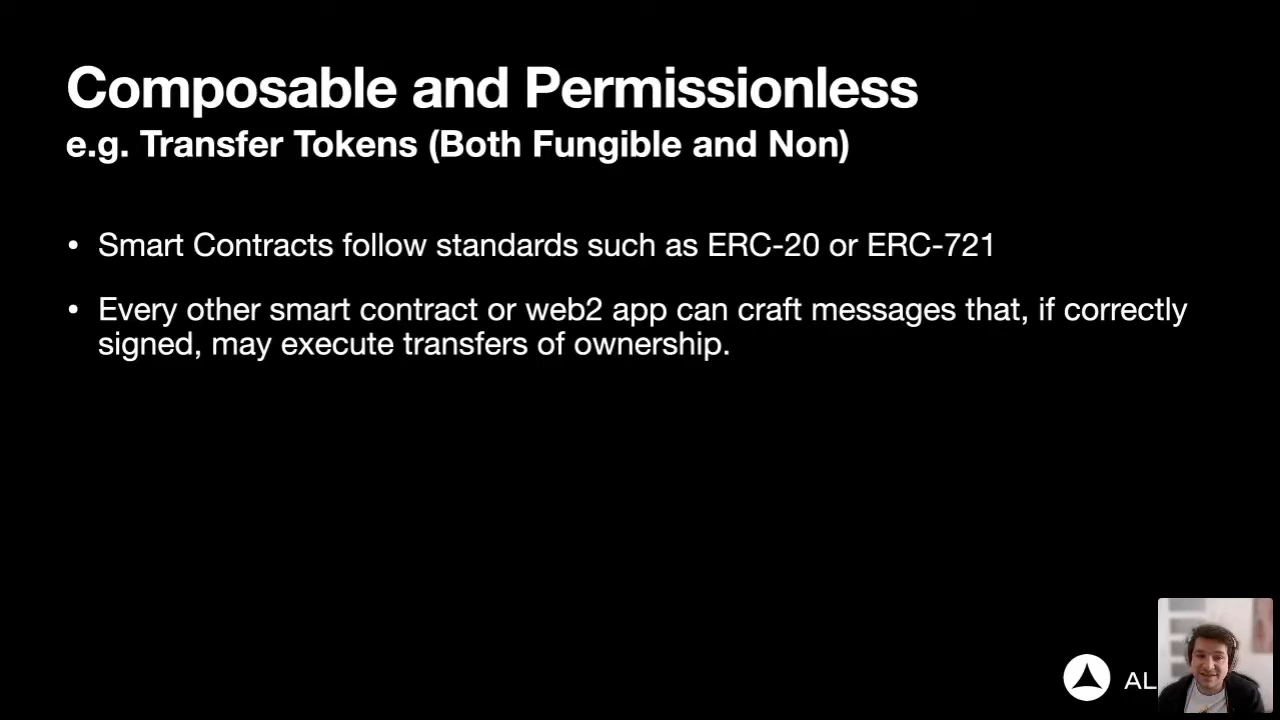 Composable and Permissionless
e.g. Transfer Tokens (Both Fungible and Non)
• Smart Contracts follow standards such as ERC-20 or ERC-721
• Every other smart contract or web2 app can craft messages that, if correctly
signed, may execute transfers of ownership.
AL